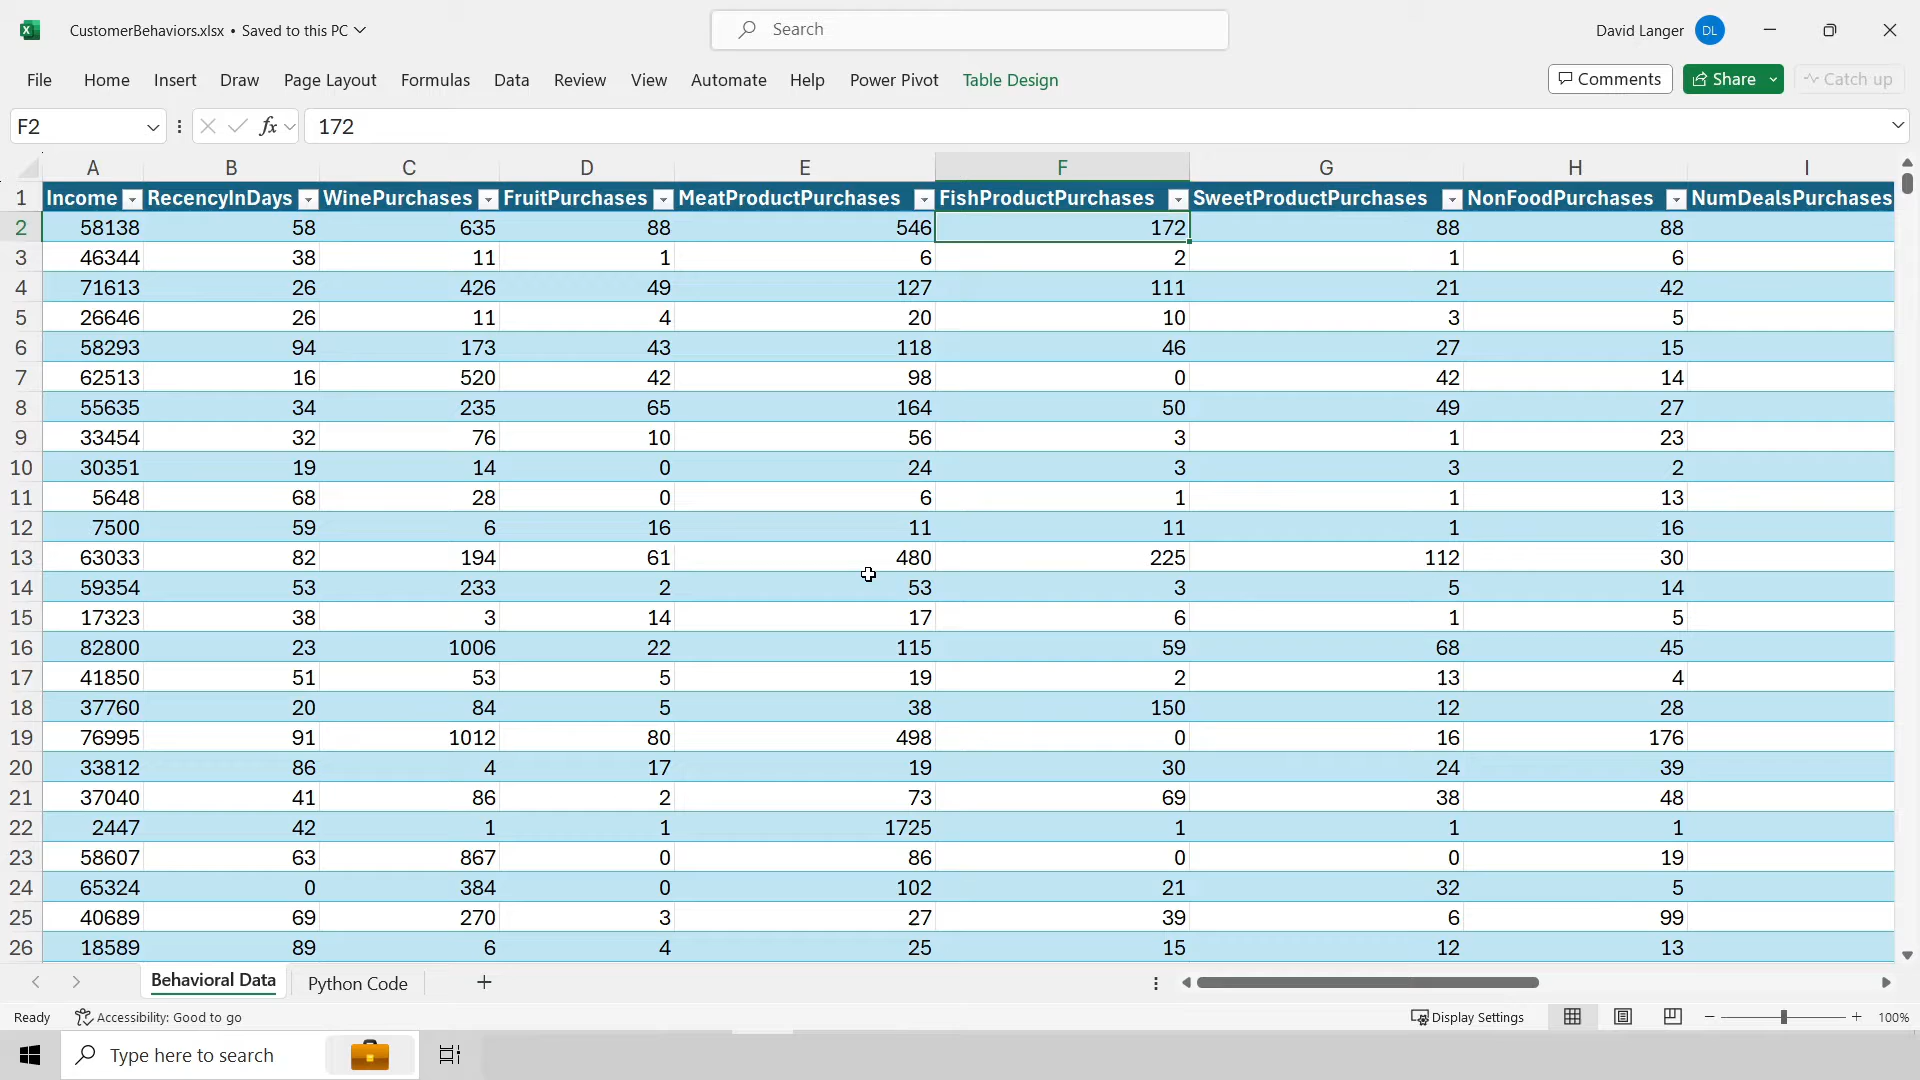 CustomerBehaviors.xlsx • Saved to this PC
Search
David Langer DL
File Home Insert Draw Page Layout Formulas Data Review View Automate Help Power Pivot Table Design Comments Share Catch up
F2 fx 172
A B C D E F G H I
1 Income RecencyInDays WinePurchases FruitPurchases MeatProductPurchases FishProductPurchases SweetProductPurchases NonFoodPurchases NumDealsPurchases
2 58138 58 635 88 546 172 88 88
3 46344 38 11 1 6 2 1 6
4 71613 26 426 49 127 111 21 42
5 26646 26 11 4 20 10 3 5
6 58293 94 173 43 118 46 27 15
7 62513 16 520 42 98 0 42 14
8 55635 34 235 65 164 50 49 27
9 33454 32 76 10 56 3 1 23
10 30351 19 14 0 24 3 3 2
11 5648 68 28 0 6 1 1 13
12 7500 59 6 16 11 11 1 16
13 63033 82 194 61 480 225 112 30
14 59354 53 233 2 53 3 5 14
15 17323 38 3 14 17 6 1 5
16 82800 23 1006 22 115 59 68 45
17 41850 51 53 5 19 2 13 4
18 37760 20 84 5 38 150 12 28
19 76995 91 1012 80 498 0 16 176
20 33812 86 4 17 19 30 24 39
21 37040 41 86 2 73 69 38 48
22 2447 42 1 1 1725 1 1 1
23 58607 63 867 0 86 0 0 19
24 65324 0 384 0 102 21 32 5
25 40689 69 270 3 27 39 6 99
26 18589 89 6 4 25 15 12 13
Behavioral Data Python Code
Ready Accessibility: Good to go Display Settings 100%
Type here to search